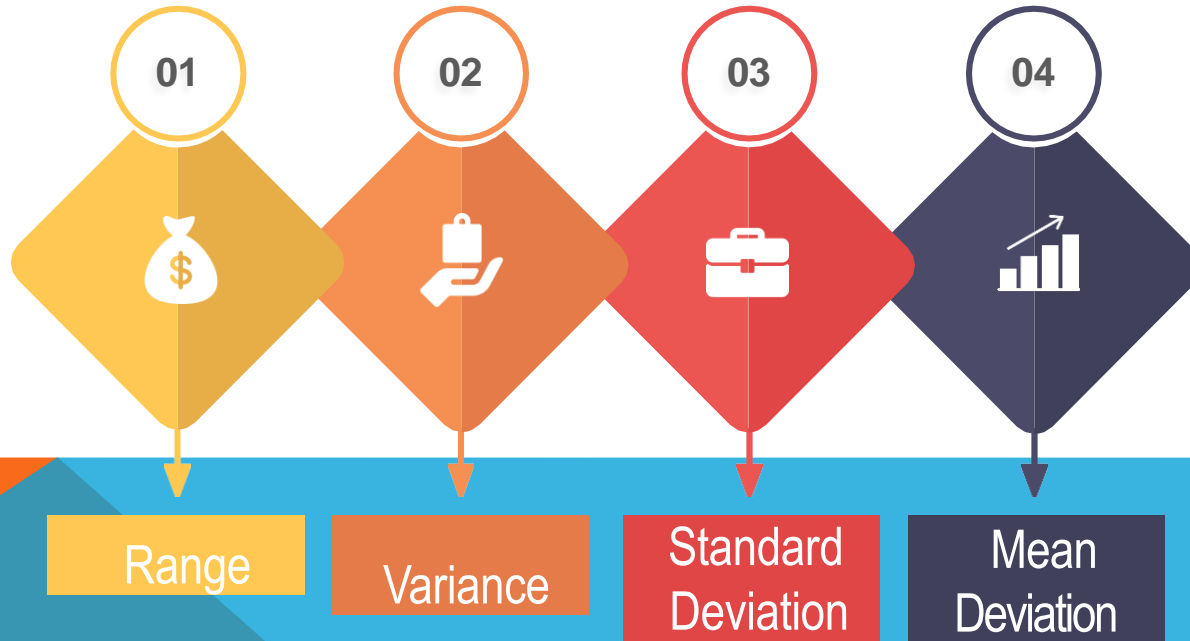 01
02
03
04
$
Range
Variance
Standard
Deviation
Mean
Deviation